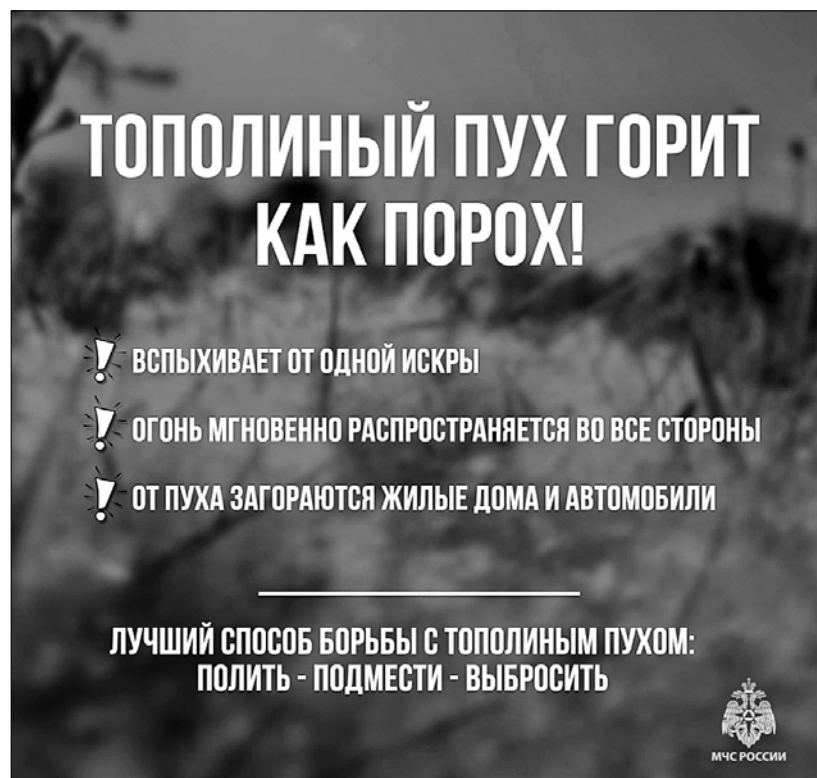 ТОПОЛИНЫЙ ПУХ ГОРИТ
КАК ПОРОХ!
ВСПЫХИВАЕТ ОТ ОДНОЙ ИСКРЫ
ОГОНЬ МГНОВЕННО РАСПРОСТРАНЯЕТСЯ ВО ВСЕ СТОРОНЫ
ОТ ПУХА ЗАГОРАЮТСЯ ЖИЛЫЕ ДОМА И АВТОМОБИЛИ
ЛУЧШИЙ СПОСОБ БОРЬБЫ С ТОПОЛИНЫМ ПУХОМ:
ПОЛИТЬ - ПОДМЕСТИ - ВЫБРОСИТЬ
МЧС РОССИИ